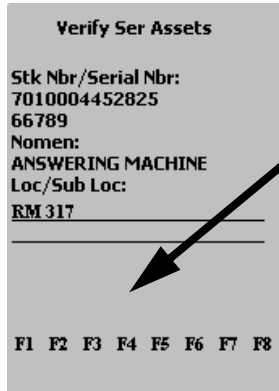 Verify Ser Assets
Stk Nbr/Serial Nbr:
7010004452825
66789
Nomen:
ANSWERING MACHINE
Loc/Sub Loc:
RM 317
F1 F2 F3 F4 F5 F6 F7 F8